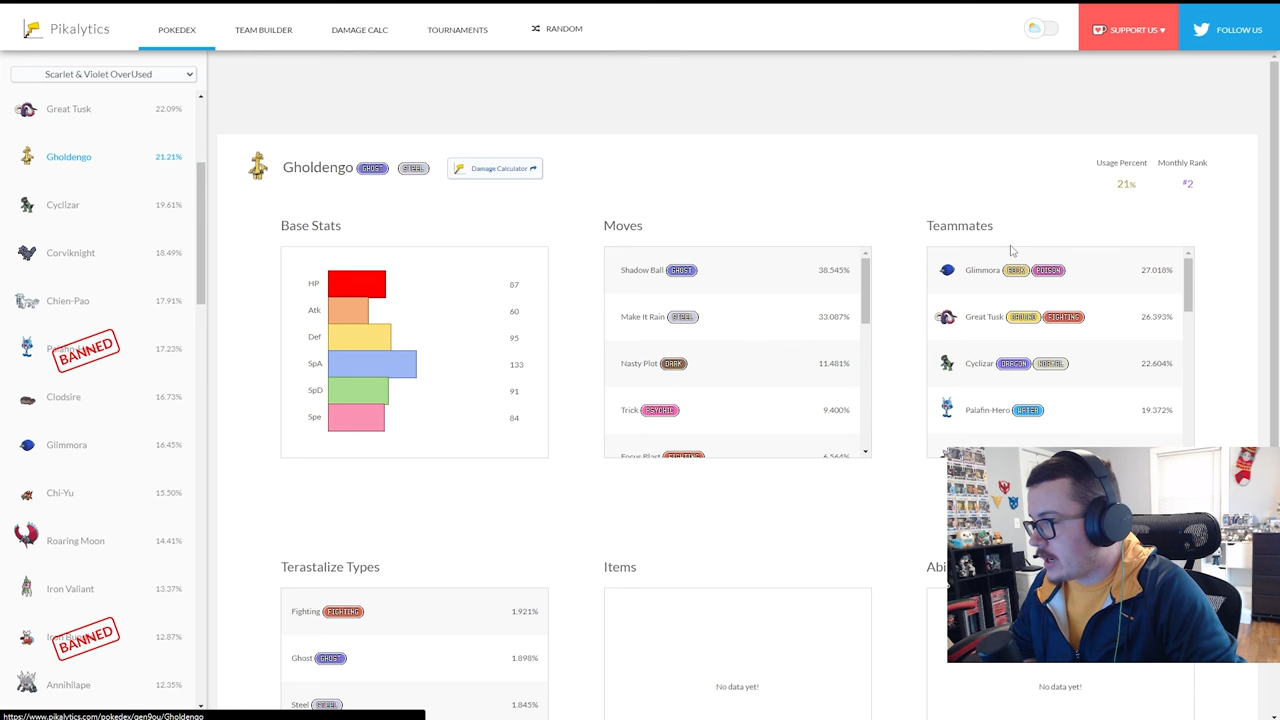 Pikalytics
POKEDEX
TEAM BUILDER
DAMAGE CALC
TOURNAMENTS
RANDOM
SUPPORT US ♥
FOLLOW US
Scarlet & Violet OverUsed
Great Tusk 22.09%
Gholdengo 21.21%
Cyclizar 19.61%
Corviknight 18.49%
Chien-Pao 17.91%
BANNED 17.23%
Clodsire 16.73%
Glimmora 16.45%
Chi-Yu 15.50%
Roaring Moon 14.41%
Iron Valiant 13.37%
BANNED 12.87%
Annihilape 12.35%
Gholdengo GHOST STEEL
Damage Calculator
Usage Percent Monthly Rank
21% #2
Base Stats
HP 87
Atk 60
Def 95
SpA 133
SpD 91
Spe 84
Moves
Shadow Ball GHOST 38.545%
Make It Rain STEEL 33.087%
Nasty Plot DARK 11.481%
Trick PSYCHIC 9.400%
Focus Blast FIGHTING 6.564%
Teammates
Glimmora ROCK POISON 27.018%
Great Tusk GROUND FIGHTING 26.393%
Cyclizar DRAGON NORMAL 22.604%
Palafin-Hero WATER 19.372%
Terastalize Types
Fighting FIGHTING 1.921%
Ghost GHOST 1.898%
Steel STEEL 1.845%
Items
No data yet!
Abi
No data yet!
https://www.pikalytics.com/pokedex/gen9ou/Gholdengo